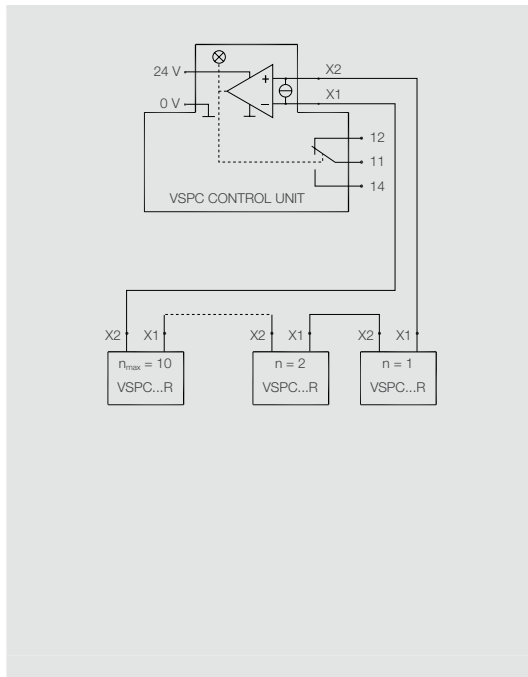 24 V
X2
0 V
X1
12
11
14
VSPC CONTROL UNIT
X2 X1 X2 X1 X2 X1
nmax = 10 n = 2 n = 1
VSPC...R VSPC...R VSPC...R